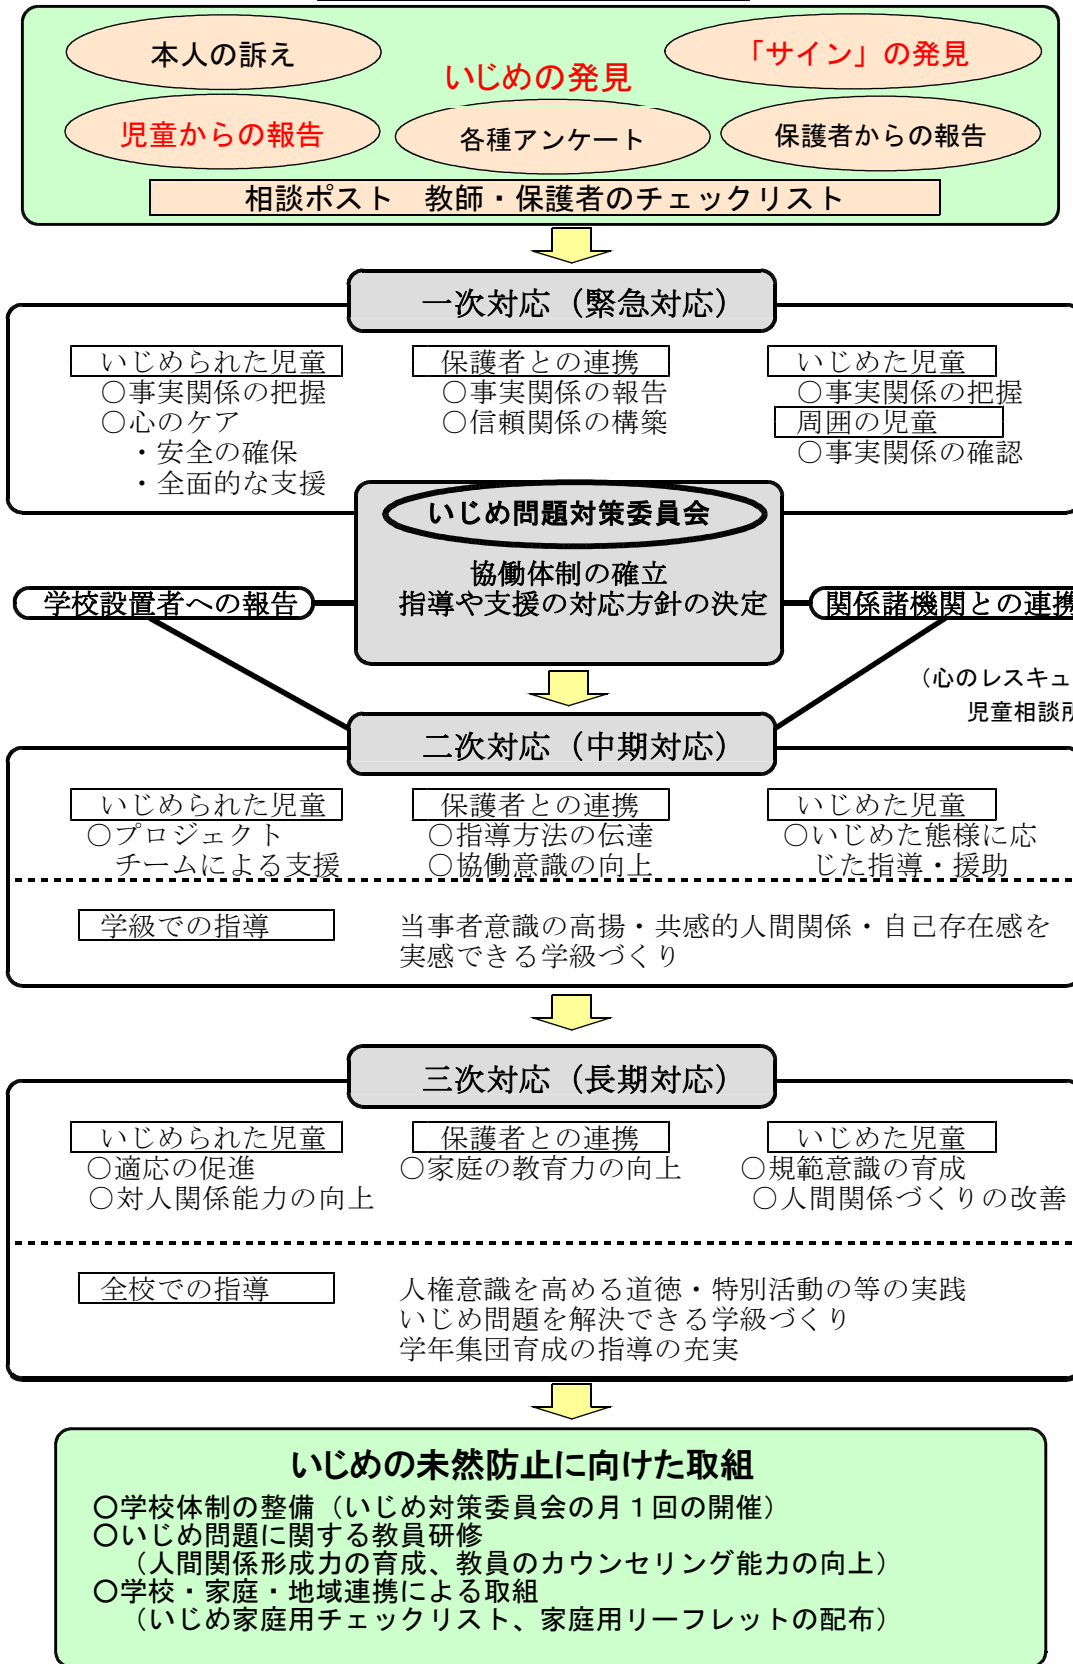 本人の訴え
「サイン」の発見
いじめの発見
児童からの報告
各種アンケート
保護者からの報告
相談ポスト　教師・保護者のチェックリスト
一次対応（緊急対応）
いじめられた児童
〇事実関係の把握
〇心のケア
・安全の確保
・全面的な支援
保護者との連携
〇事実関係の報告
〇信頼関係の構築
いじめた児童
〇事実関係の把握
周囲の児童
〇事実関係の確認
いじめ問題対策委員会
協働体制の確立
指導や支援の対応方針の決定
学校設置者への報告
関係諸機関との連携
（心のレスキュ
児童相談所
二次対応（中期対応）
いじめられた児童
〇プロジェクト
チームによる支援
保護者との連携
〇指導方法の伝達
〇協働意識の向上
いじめた児童
〇いじめた態様に応
じた指導・援助
学級での指導
当事者意識の高揚・共感的人間関係・自己存在感を
実感できる学級づくり
三次対応（長期対応）
いじめられた児童
〇適応の促進
〇対人関係能力の向上
保護者との連携
〇家庭の教育力の向上
いじめた児童
〇規範意識の育成
〇人間関係づくりの改善
全校での指導
人権意識を高める道徳・特別活動の等の実践
いじめ問題を解決できる学級づくり
学年集団育成の指導の充実
いじめの未然防止に向けた取組
〇学校体制の整備（いじめ対策委員会の月１回の開催）
〇いじめ問題に関する教員研修
（人間関係形成力の育成、教員のカウンセリング能力の向上）
〇学校・家庭・地域連携による取組
（いじめ家庭用チェックリスト、家庭用リーフレットの配布）